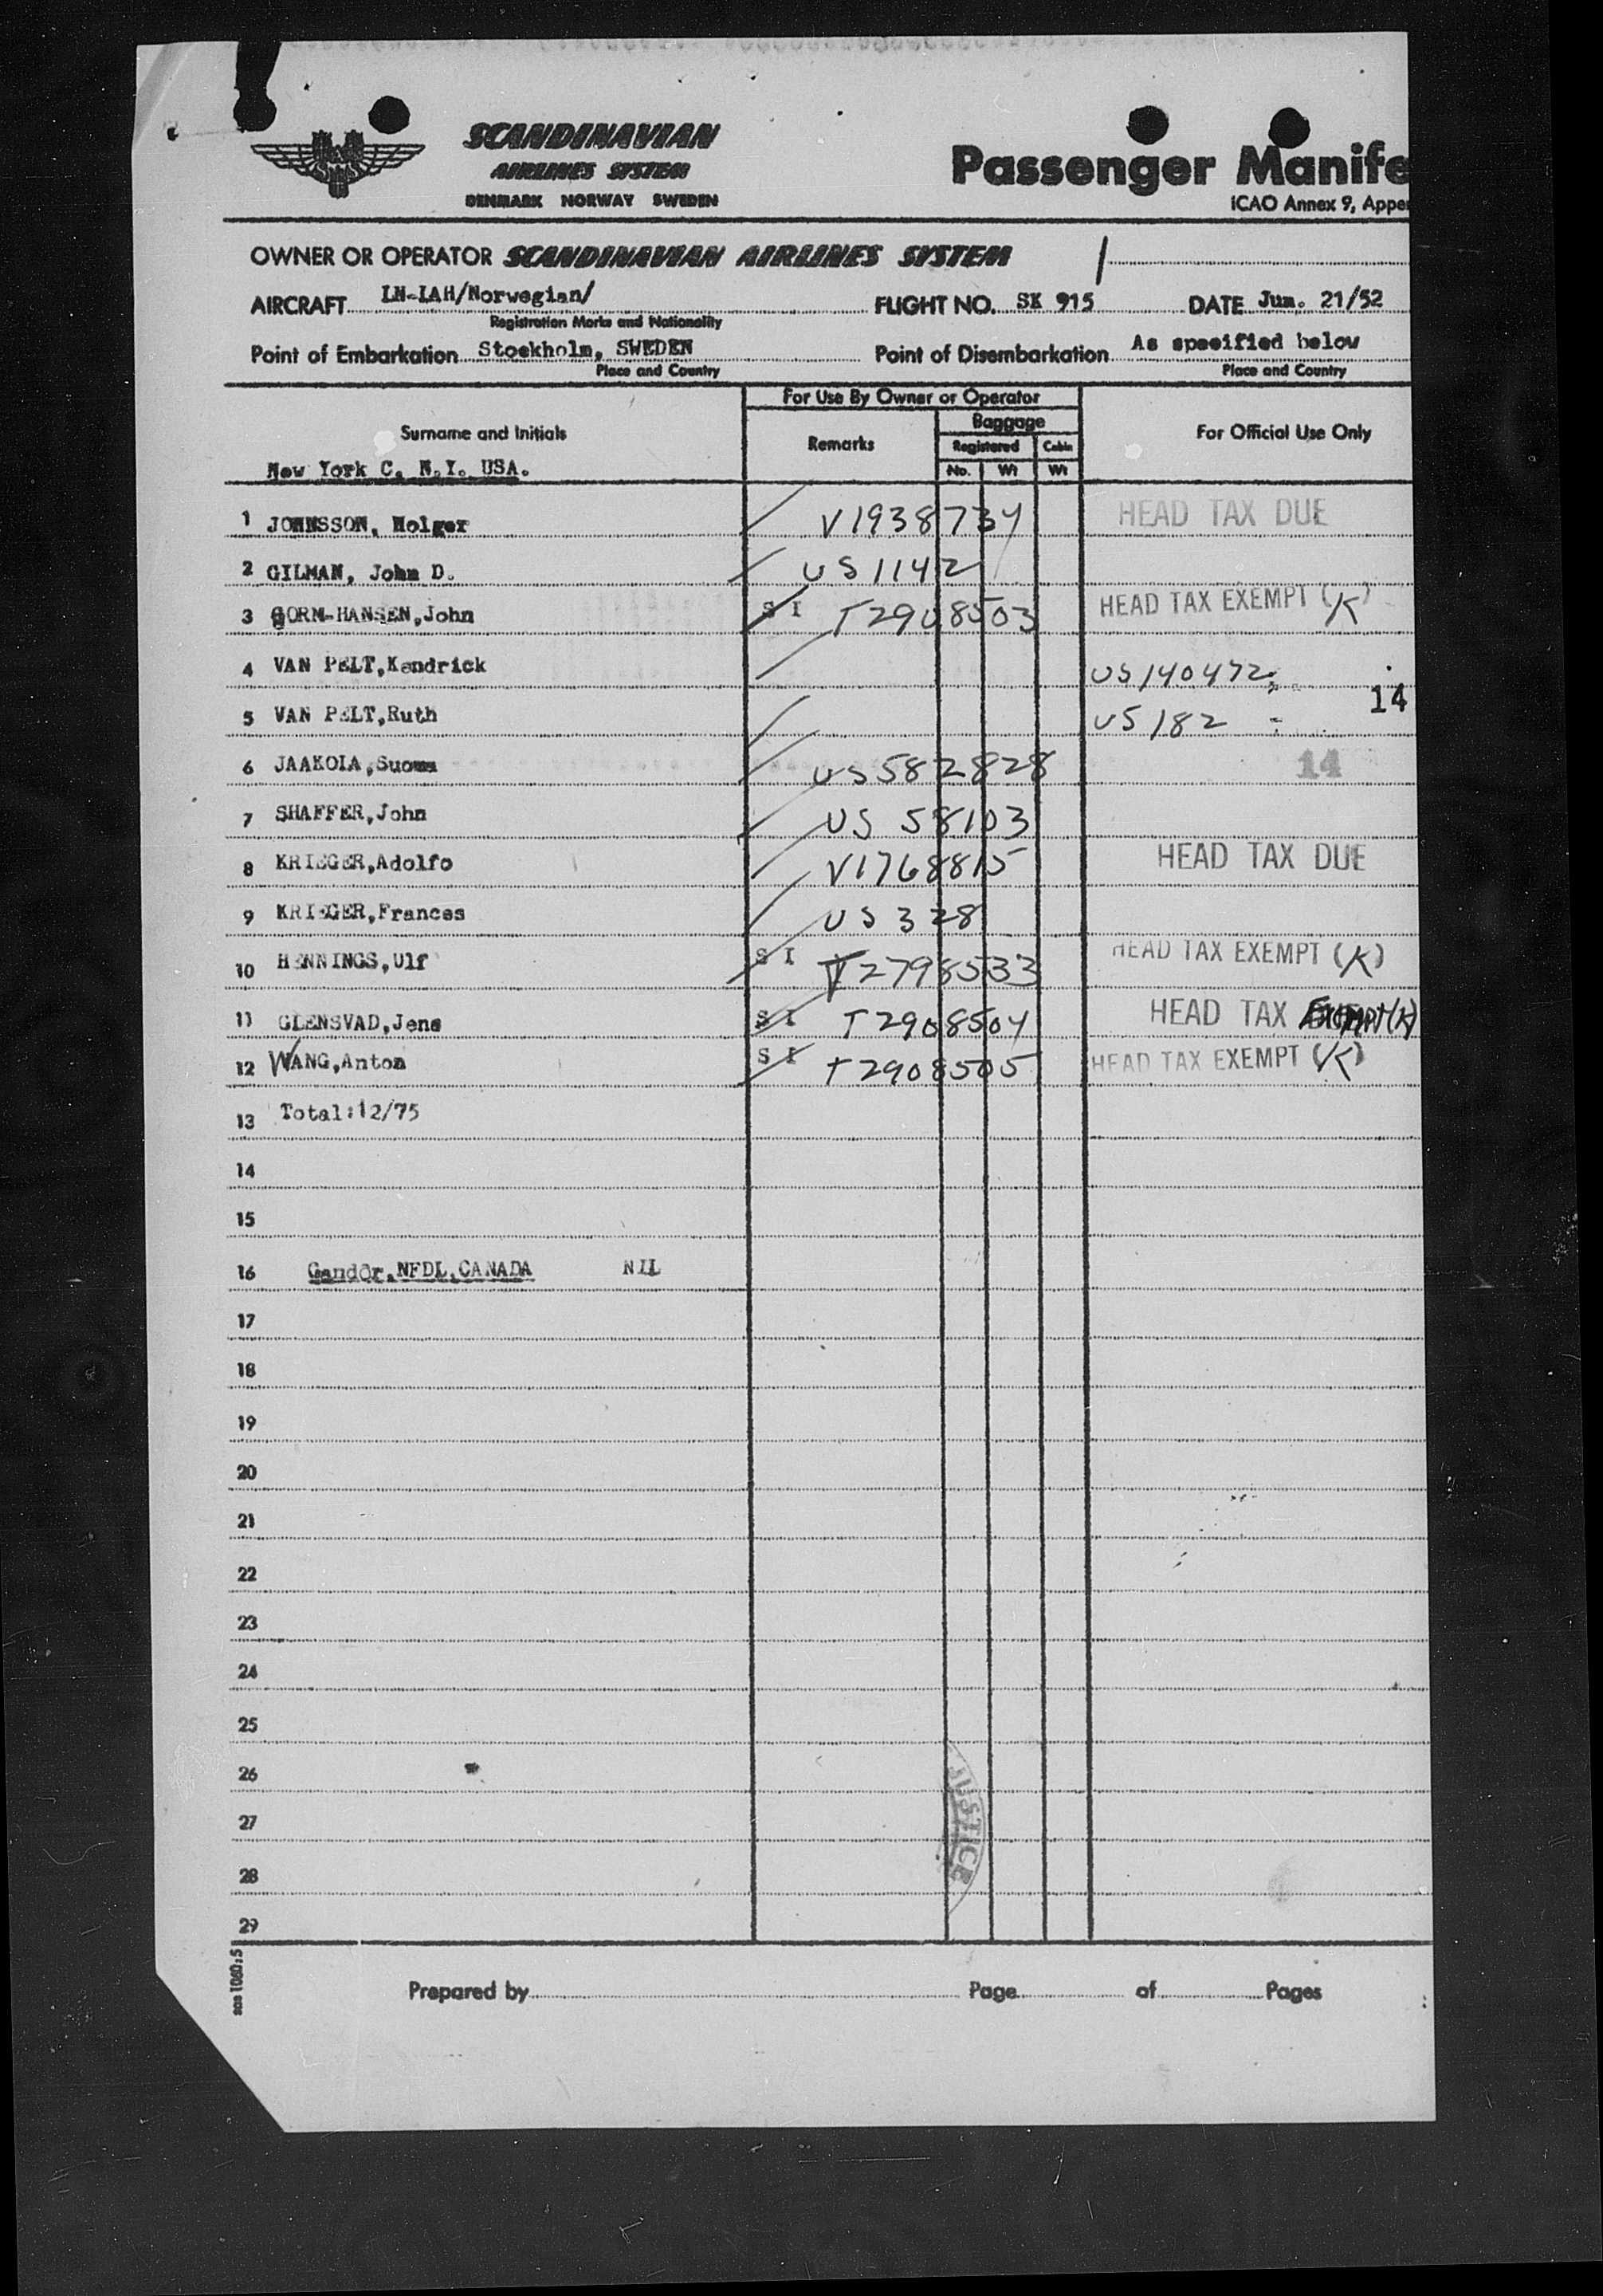 SCANDINAVIAN
AIRLINES SYSTEM
DENMARK NORWAY SWEDEN
Passenger Manife
ICAO Annex 9, Appe
OWNER OR OPERATOR SCANDINAVIAN AIRLINES SYSTEM
AIRCRAFT LN-LAH/Norwegian/ FLIGHT NO. SK 915 DATE Jun. 21/52
Registration Marks and Nationality
Point of Embarkation Stockholm, SWEDEN Point of Disembarkation As specified below
Place and Country Place and Country
For Use By Owner or Operator
Baggage
Surname and Initials Remarks Registered Cabin For Official Use Only
New York C. N.Y. USA. No. Wt Wt
1 JOHNSSON, Holger V1938734 HEAD TAX DUE
2 GILMAN, John D. US1142
3 GORM-HANSEN,John S I T2908503 HEAD TAX EXEMPT (K)
4 VAN PELT,Kendrick US140472
5 VAN PELT,Ruth US182 14
6 JAAKOLA,Suoma US582828 14
7 SHAFFER,John US 58103
8 KRIEGER,Adolfo V1768815 HEAD TAX DUE
9 KRIEGER,Frances US328
10 HENNINGS,Ulf S I T2798533 HEAD TAX EXEMPT (K)
11 GLENSVAD,Jens S I T2908504 HEAD TAX EXEMPT (K)
12 WANG,Anton S I T2908505 HEAD TAX EXEMPT (K)
13 Total:12/75
14
15
16 Gander,NFDL,CANADA NIL
17
18
19
20
21
22
23
24
25
26
27
JUSTICE
28
29
sas 1060:5
Prepared by Page of Pages